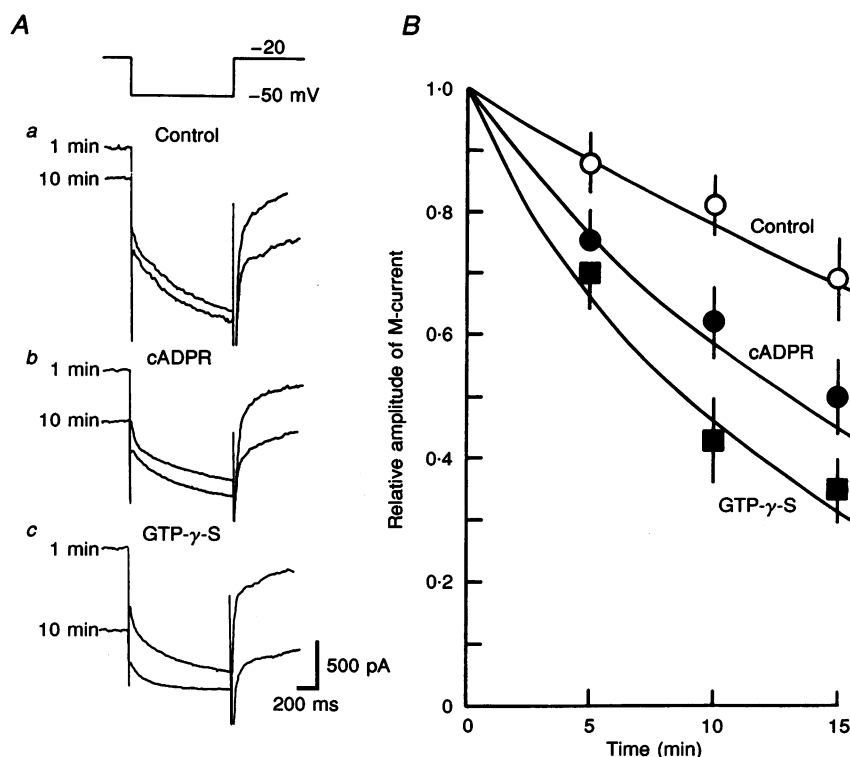 A
−20
−50 mV
a
Control
1 min
10 min
b
cADPR
1 min
10 min
c
GTP-γ-S
1 min
10 min
500 pA
200 ms
B
Relative amplitude of M-current
1·0
0·8
0·6
0·4
0·2
0
Control
cADPR
GTP-γ-S
0
5
10
15
Time (min)